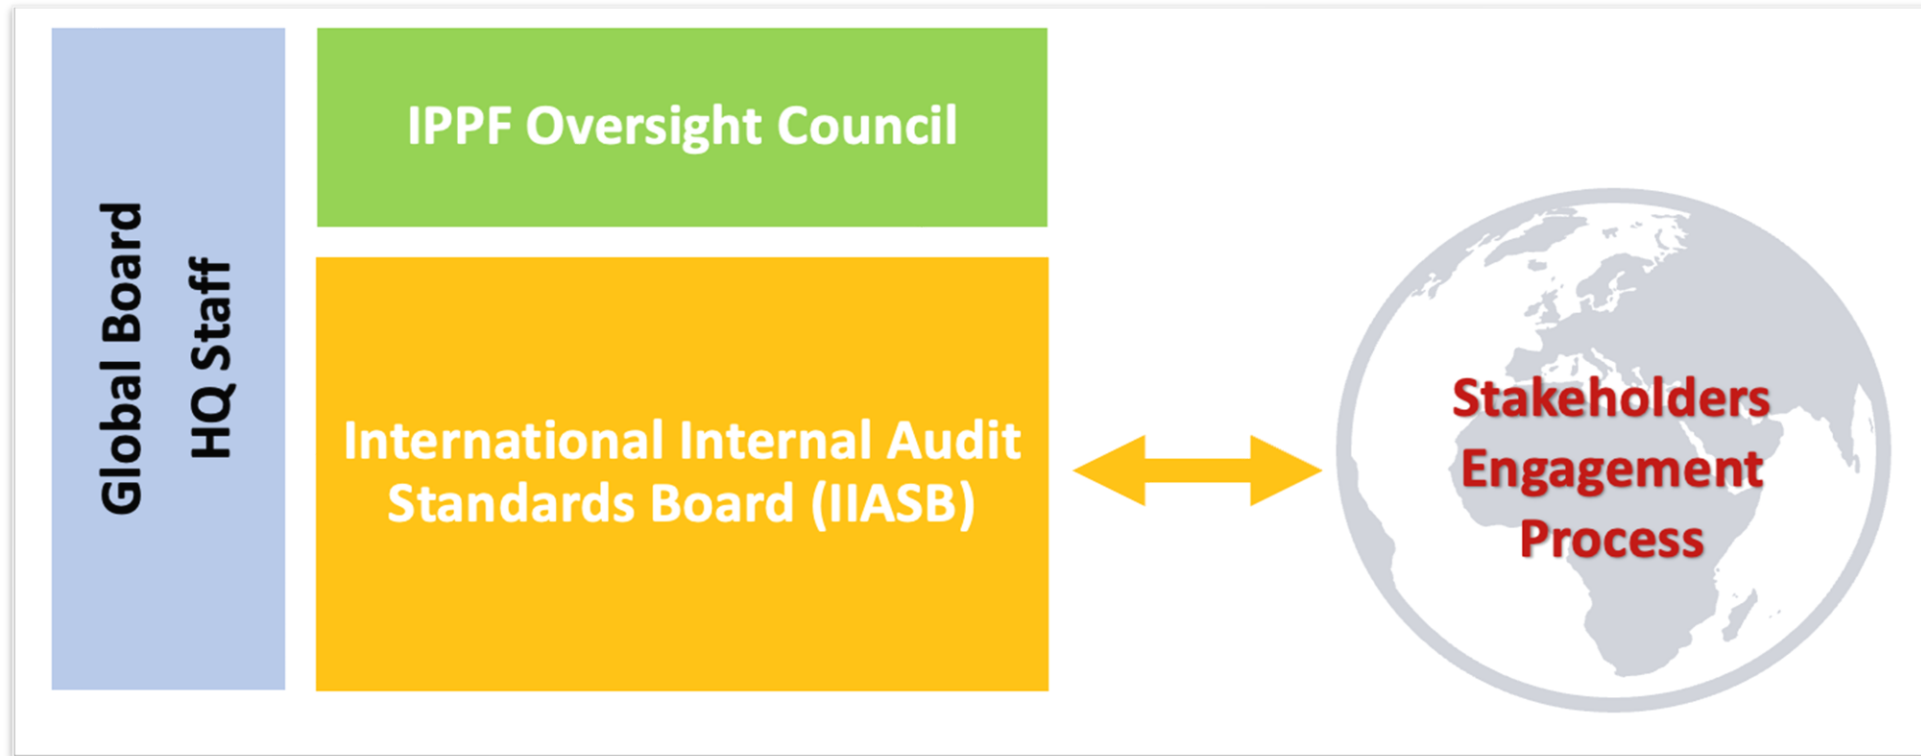 Global Board
HQ Staff
IPPF Oversight Council
International Internal Audit
Standards Board (IIASB)
Stakeholders
Engagement
Process